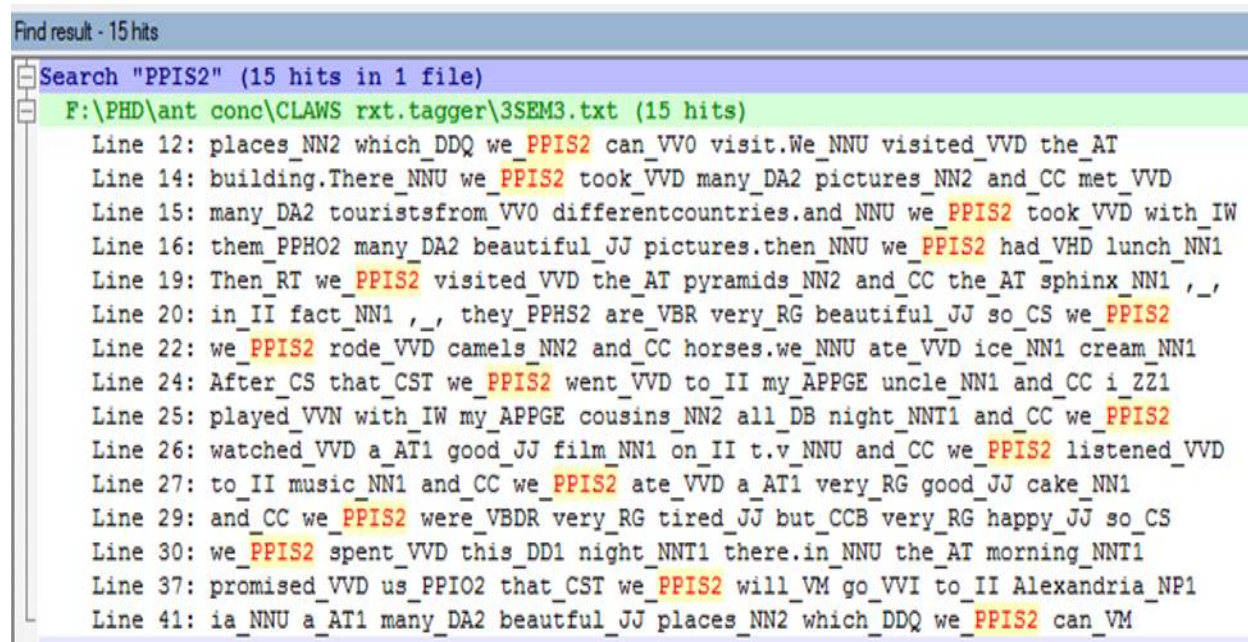 Find result - 15 hits
Search "PPIS2" (15 hits in 1 file)
F:\PHD\ant conc\CLAWS rxt.tagger\3SEM3.txt (15 hits)
Line 12: places_NN2 which_DDQ we_PPIS2 can_VV0 visit.We_NNU visited_VVD the_AT
Line 14: building.There_NNU we_PPIS2 took_VVD many_DA2 pictures_NN2 and_CC met_VVD
Line 15: many_DA2 touristsfrom_VV0 differentcountries.and_NNU we_PPIS2 took_VVD with_IW
Line 16: them_PPHO2 many_DA2 beautiful_JJ pictures.then_NNU we_PPIS2 had_VHD lunch_NN1
Line 19: Then_RT we_PPIS2 visited_VVD the_AT pyramids_NN2 and_CC the_AT sphinx_NN1 ,_,
Line 20: in_II fact_NN1 ,_, they_PPHS2 are_VBR very_RG beautiful_JJ so_CS we_PPIS2
Line 22: we_PPIS2 rode_VVD camels_NN2 and_CC horses.we_NNU ate_VVD ice_NN1 cream_NN1
Line 24: After_CS that_CST we_PPIS2 went_VVD to_II my_APPGE uncle_NN1 and_CC i_ZZ1
Line 25: played_VVN with_IW my_APPGE cousins_NN2 all_DB night_NNT1 and_CC we_PPIS2
Line 26: watched_VVD a_AT1 good_JJ film_NN1 on_II t.v_NNU and_CC we_PPIS2 listened_VVD
Line 27: to_II music_NN1 and_CC we_PPIS2 ate_VVD a_AT1 very_RG good_JJ cake_NN1
Line 29: and_CC we_PPIS2 were_VBDR very_RG tired_JJ but_CCB very_RG happy_JJ so_CS
Line 30: we_PPIS2 spent_VVD this_DD1 night_NNT1 there.in_NNU the_AT morning_NNT1
Line 37: promised_VVD us_PPIO2 that_CST we_PPIS2 will_VM go_VVI to_II Alexandria_NP1
Line 41: ia_NNU a_AT1 many_DA2 beautful_JJ places_NN2 which_DDQ we_PPIS2 can_VM